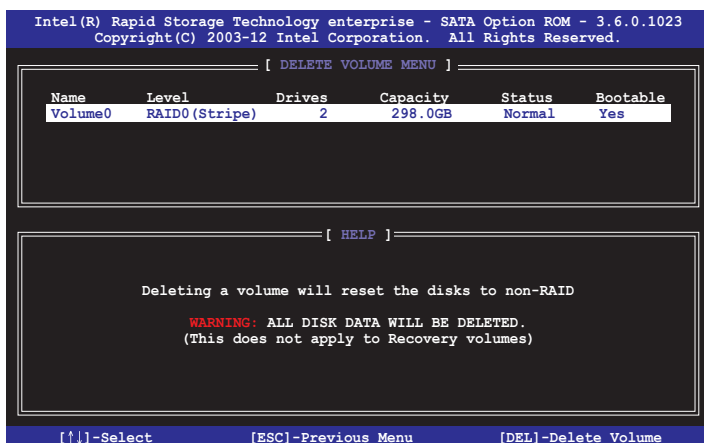 Intel(R) Rapid Storage Technology enterprise - SATA Option ROM - 3.6.0.1023
Copyright(C) 2003-12 Intel Corporation.  All Rights Reserved.
[ DELETE VOLUME MENU ]
Name Level Drives Capacity Status Bootable
Volume0 RAID0(Stripe) 2 298.0GB Normal Yes
[ HELP ]
Deleting a volume will reset the disks to non-RAID
WARNING: ALL DISK DATA WILL BE DELETED.
(This does not apply to Recovery volumes)
[↑↓]-Select [ESC]-Previous Menu [DEL]-Delete Volume